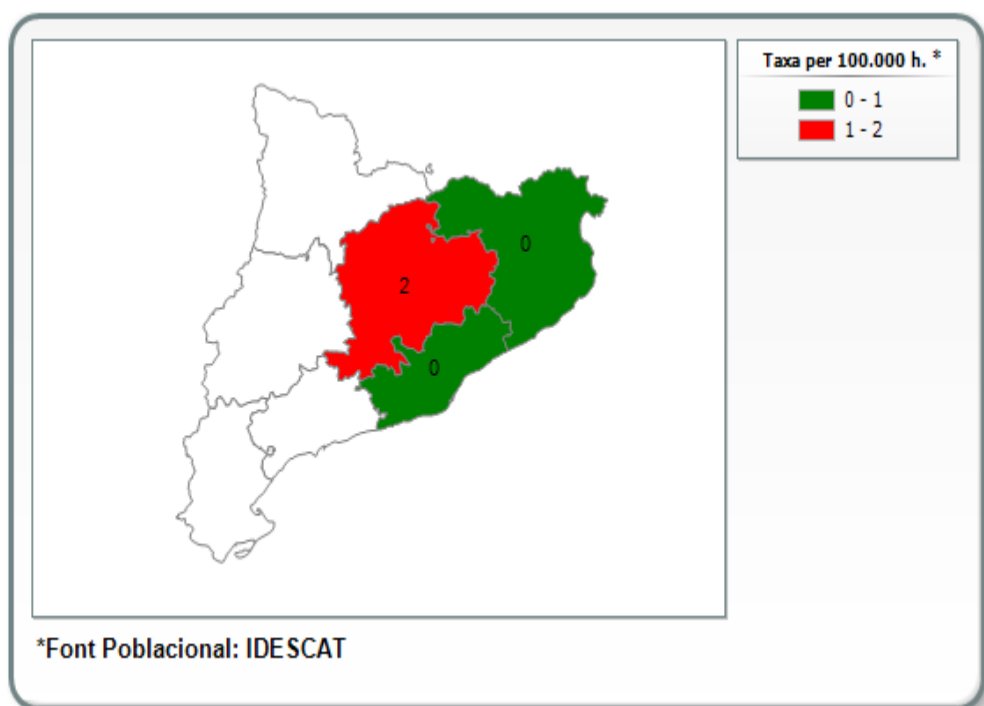 Taxa per 100.000 h. *
0 - 1
1 - 2
0
2
0
*Font Poblacional: IDESCAT